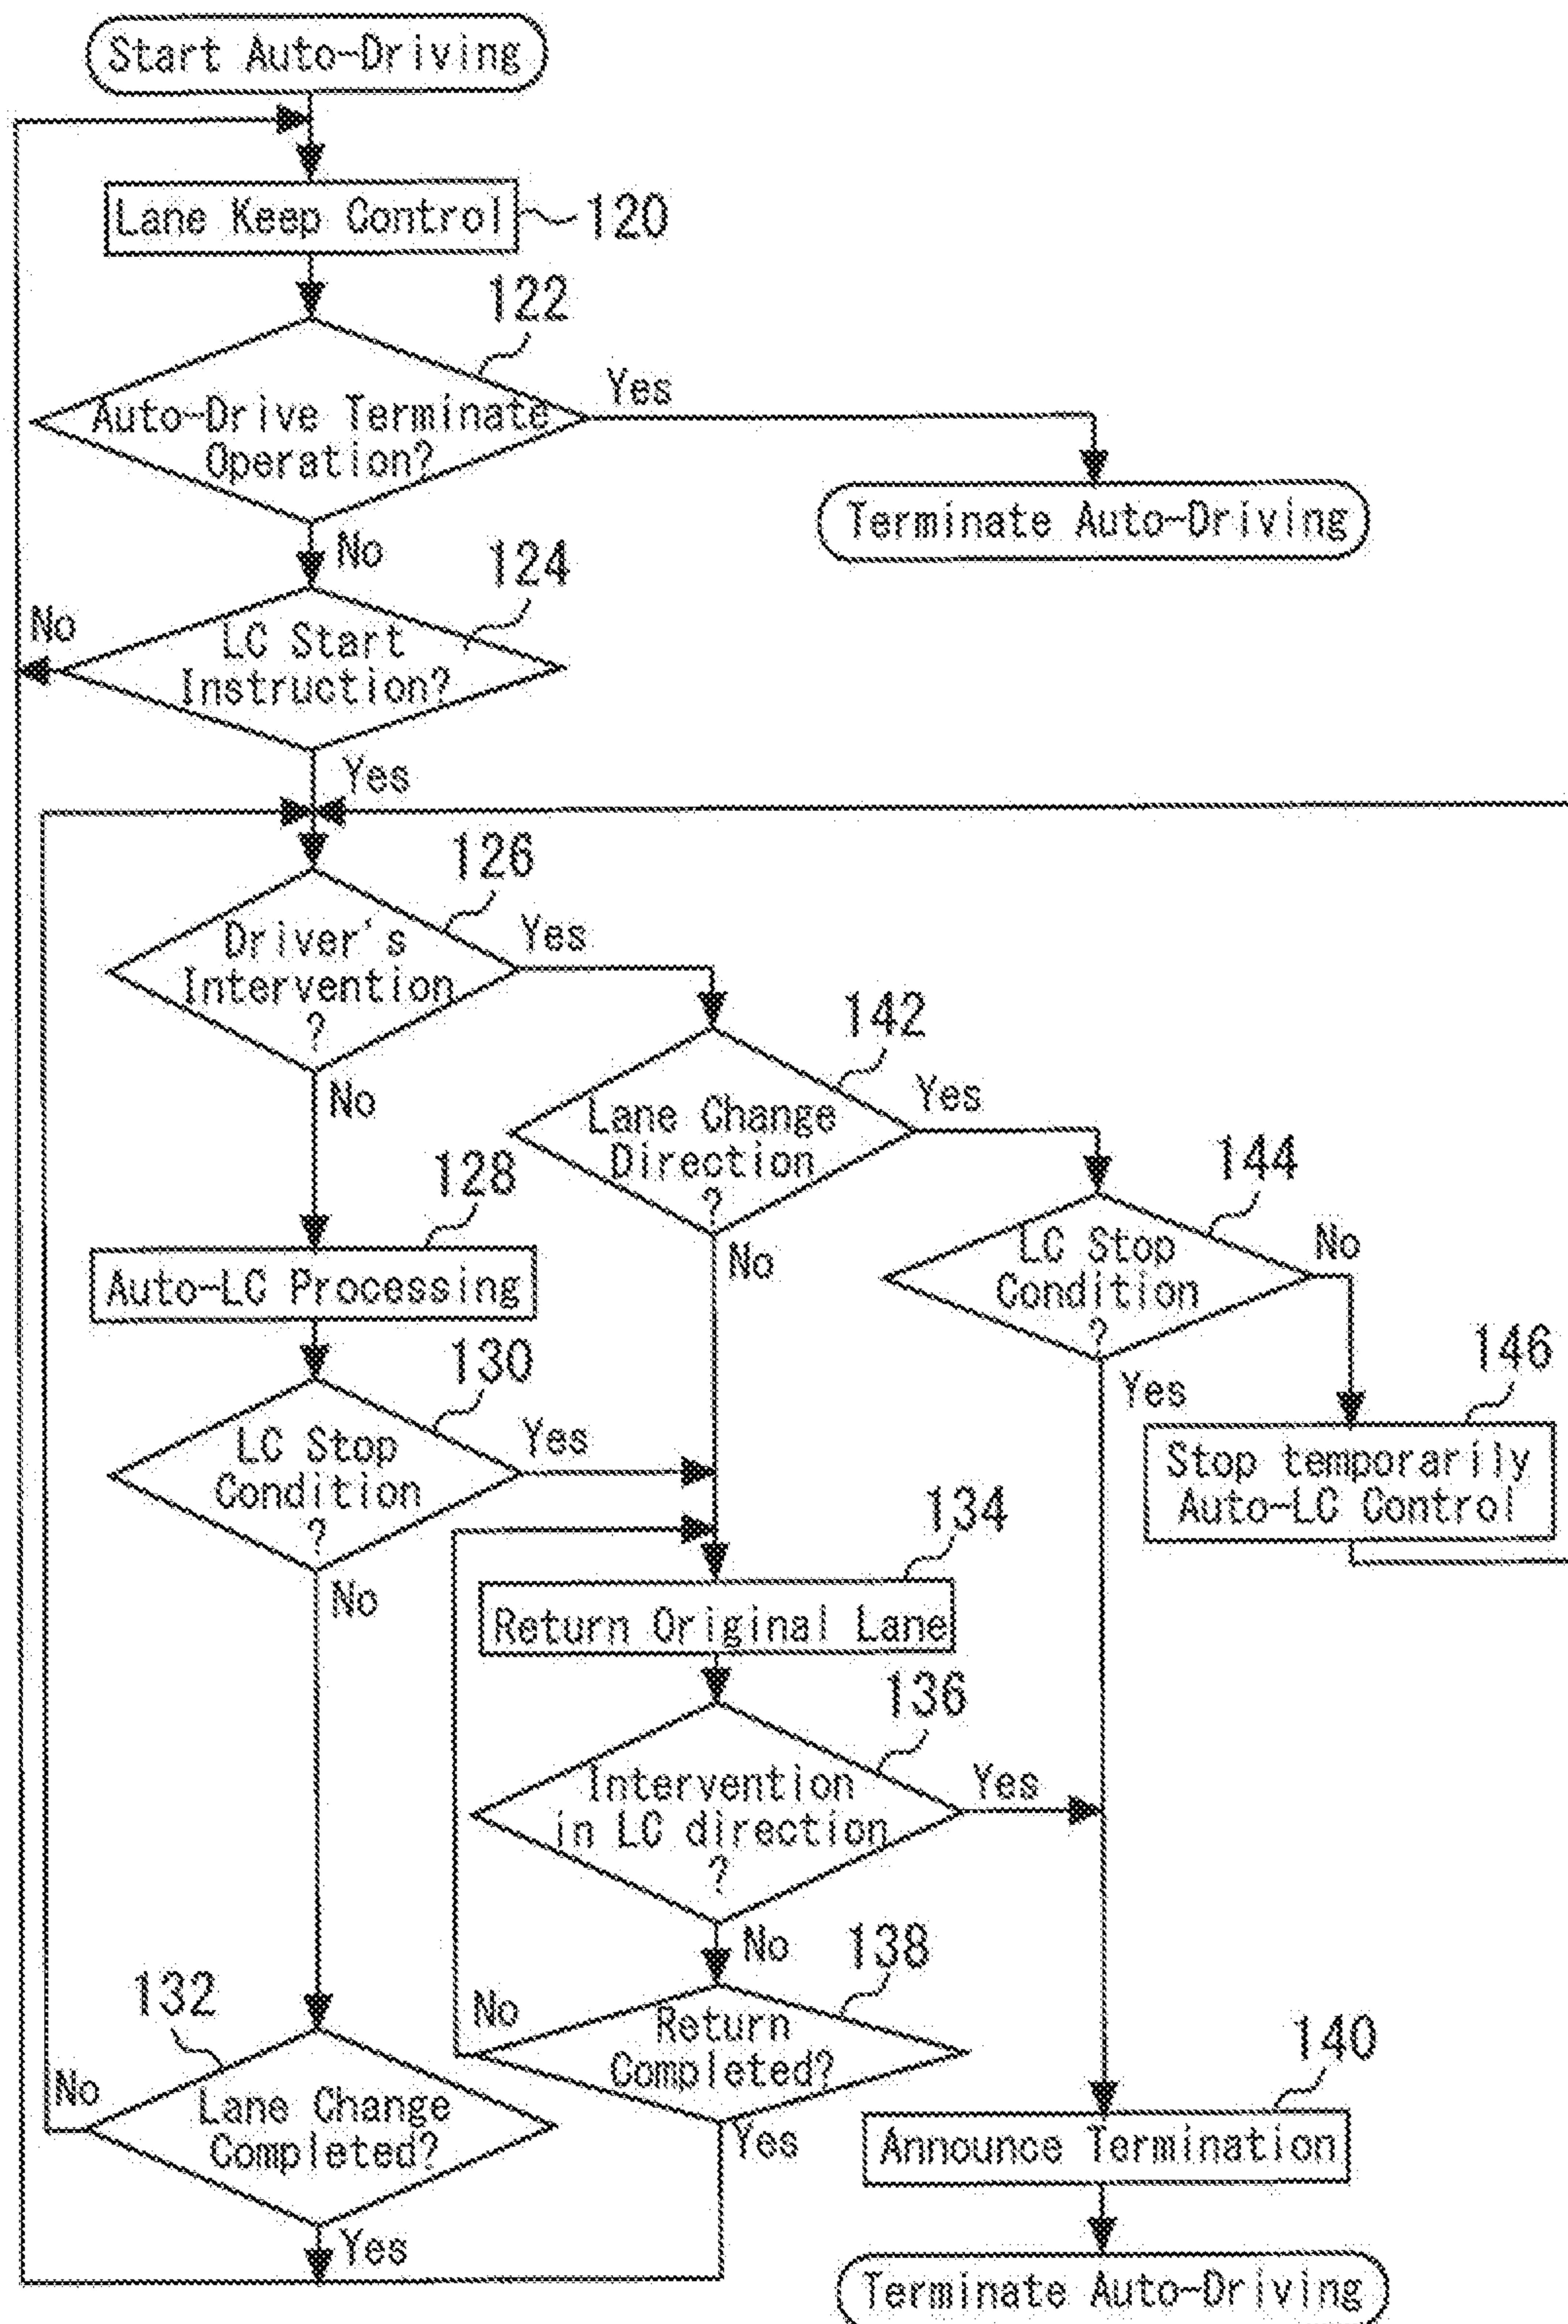 Start Auto-Driving
Lane Keep Control
120
122
Auto-Drive Terminate
Operation?
Yes
Terminate Auto-Driving
No
124
No
LC Start
Instruction?
Yes
126
Driver's
Intervention
?
Yes
142
No
Lane Change
Direction
?
Yes
144
128
LC Stop
Condition
?
No
No
Auto-LC Processing
130
146
Yes
LC Stop
Condition
?
Yes
Stop temporarily
Auto-LC Control
134
No
Return Original Lane
136
Intervention
in LC direction
?
Yes
No
138
132
No
Return
Completed?
140
No
Lane Change
Completed?
Yes
Announce Termination
Yes
Terminate Auto-Driving